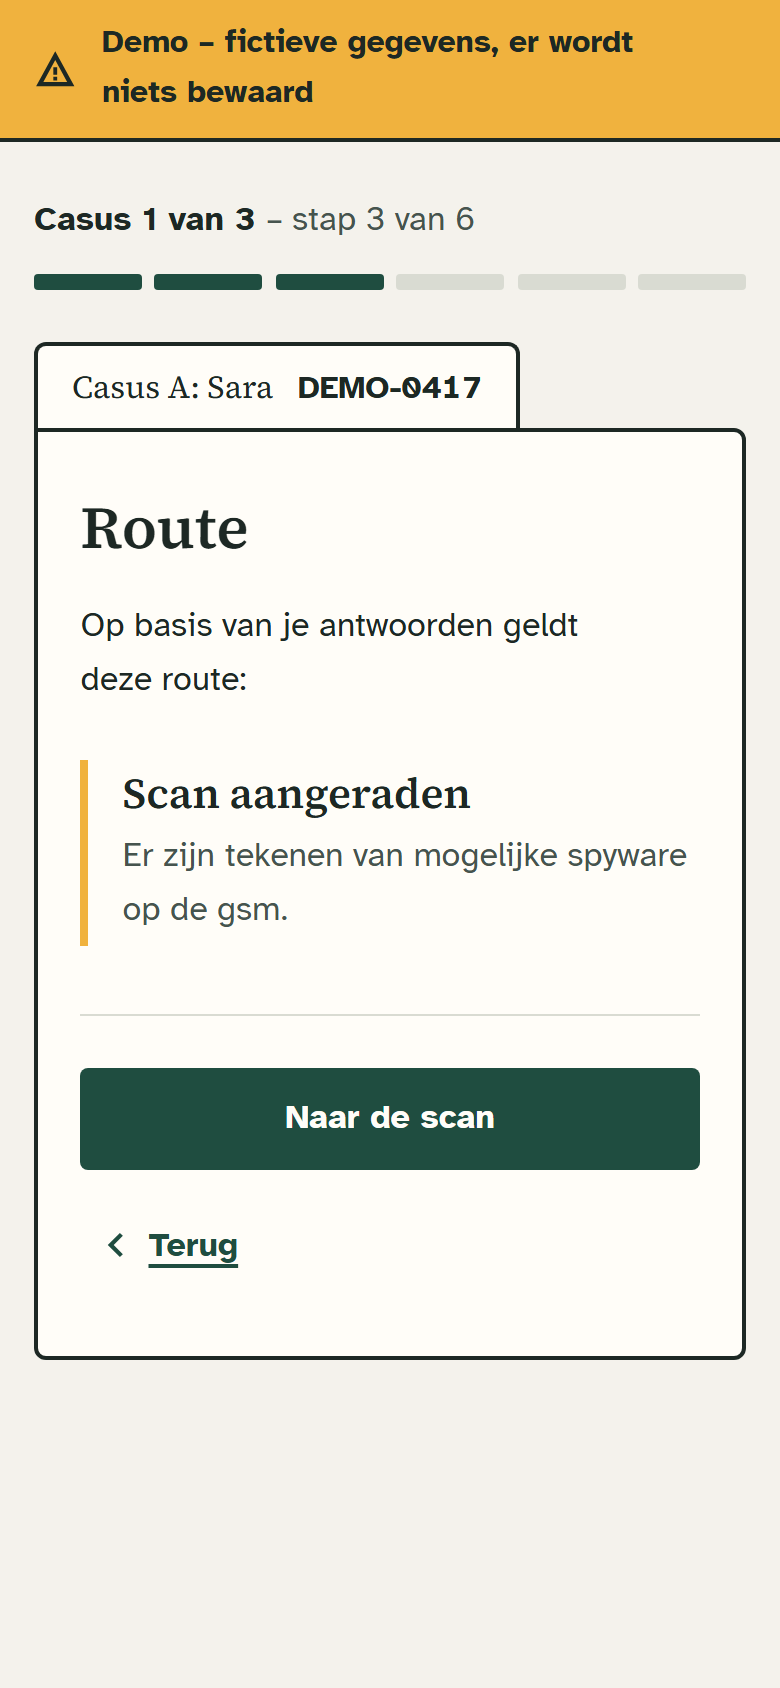 Demo – fictieve gegevens, er wordt
niets bewaard
Casus 1 van 3 – stap 3 van 6
Casus A: Sara DEMO-0417
Route
Op basis van je antwoorden geldt
deze route:
Scan aangeraden
Er zijn tekenen van mogelijke spyware
op de gsm.
Naar de scan
Terug